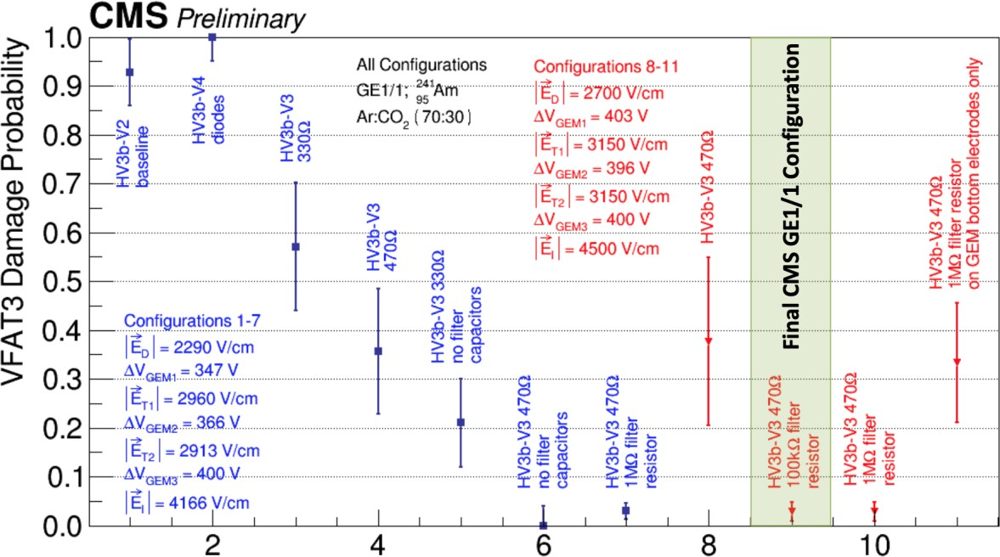 CMS Preliminary
VFAT3 Damage Probability
1.0
0.9
0.8
0.7
0.6
0.5
0.4
0.3
0.2
0.1
0.0
2
4
6
8
10
HV3b-V2
baseline
HV3b-V4
diodes
HV3b-V3
330Ω
HV3b-V3
470Ω
HV3b-V3 330Ω
no filter
capacitors
HV3b-V3 470Ω
no filter
capacitors
HV3b-V3 470Ω
1MΩ filter
resistor
HV3b-V3 470Ω
HV3b-V3 470Ω
100kΩ filter
resistor
HV3b-V3 470Ω
1MΩ filter
resistor
HV3b-V3 470Ω
1MΩ filter resistor
on GEM bottom electrodes only
Final CMS GE1/1 Configuration
All Configurations
GE1/1; ²⁴¹₉₅Am
Ar:CO₂ (70:30)
Configurations 1-7
|E⃗_D| = 2290 V/cm
ΔV_GEM1 = 347 V
|E⃗_T1| = 2960 V/cm
ΔV_GEM2 = 366 V
|E⃗_T2| = 2913 V/cm
ΔV_GEM3 = 400 V
|E⃗_I| = 4166 V/cm
Configurations 8-11
|E⃗_D| = 2700 V/cm
ΔV_GEM1 = 403 V
|E⃗_T1| = 3150 V/cm
ΔV_GEM2 = 396 V
|E⃗_T2| = 3150 V/cm
ΔV_GEM3 = 400 V
|E⃗_I| = 4500 V/cm